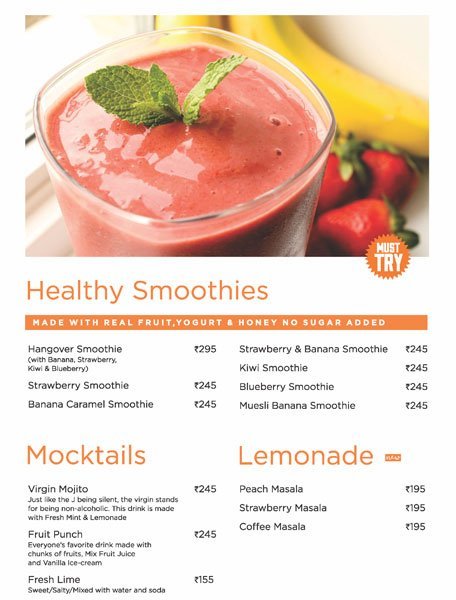 MUST
TRY
Healthy Smoothies
MADE WITH REAL FRUIT,YOGURT & HONEY NO SUGAR ADDED
Hangover Smoothie ₹295
(with Banana, Strawberry,
Kiwi & Blueberry)
Strawberry Smoothie ₹245
Banana Caramel Smoothie ₹245
Strawberry & Banana Smoothie ₹245
Kiwi Smoothie ₹245
Blueberry Smoothie ₹245
Muesli Banana Smoothie ₹245
Mocktails
Virgin Mojito ₹245
Just like the J being silent, the virgin stands
for being non-alcoholic. This drink is made
with Fresh Mint & Lemonade
Fruit Punch ₹245
Everyone's favorite drink made with
chunks of fruits, Mix Fruit Juice
and Vanilla Ice-cream
Fresh Lime ₹155
Sweet/Salty/Mixed with water and soda
Lemonade NEW
Peach Masala ₹195
Strawberry Masala ₹195
Coffee Masala ₹195